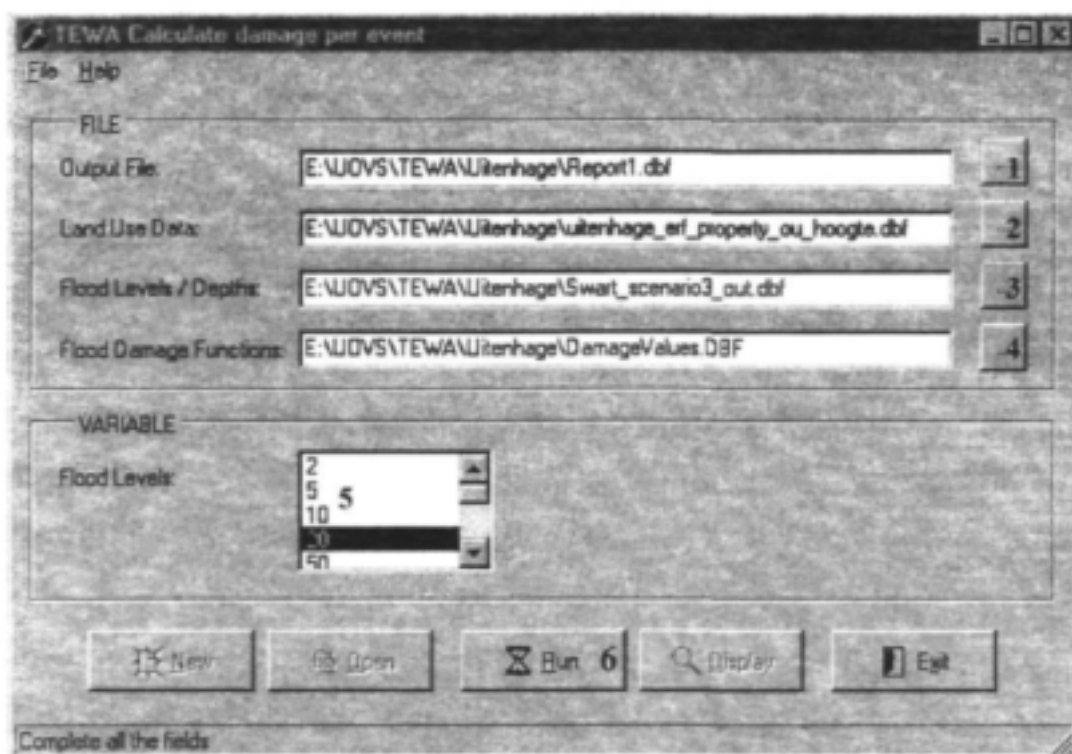 TEWA Calculate damage per event
File Help
FILE
Output File: E:\UOVS\TEWA\Uitenhage\Report1.dbf -1
Land Use Data: E:\UOVS\TEWA\Uitenhage\uitenhage_erf_property_ou_hoogte.dbf 2
Flood Levels / Depths: E:\UOVS\TEWA\Uitenhage\Swart_scenario3_out.dbf -3
Flood Damage Functions: E:\UOVS\TEWA\Uitenhage\DamageValues.DBF -4
VARIABLE
Flood Levels:
2
5 5
10
20
50
New Open Run 6 Display Exit
Complete all the fields